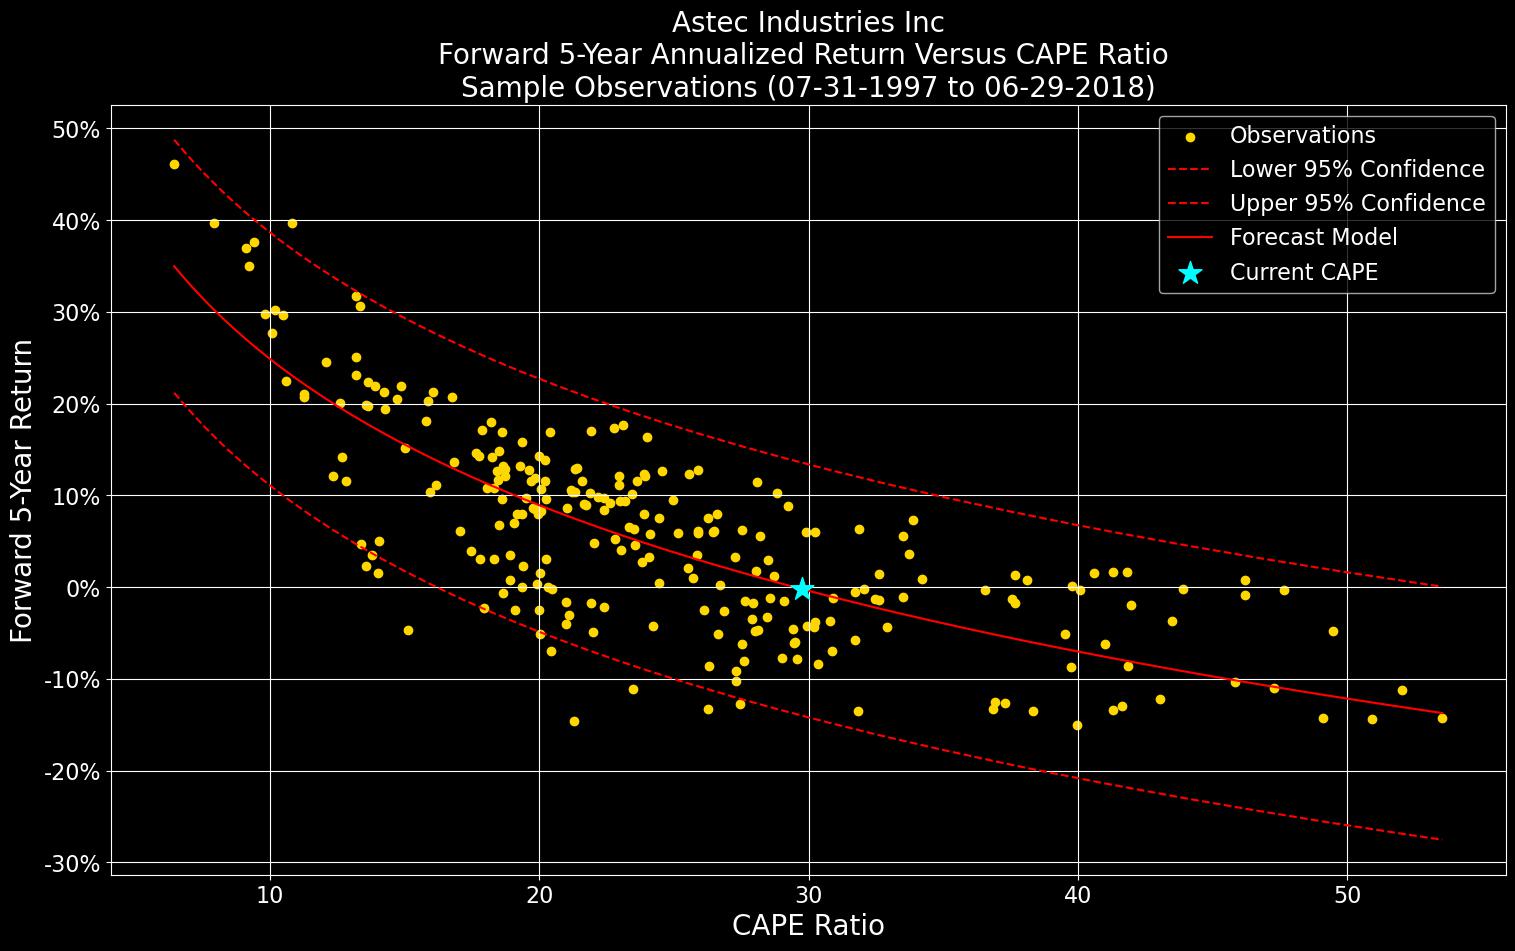 Astec Industries Inc
Forward 5-Year Annualized Return Versus CAPE Ratio
Sample Observations (07-31-1997 to 06-29-2018)
Observations
Lower 95% Confidence
Upper 95% Confidence
Forecast Model
Current CAPE
Forward 5-Year Return
50%
40%
30%
20%
10%
0%
-10%
-20%
-30%
10 20 30 40 50
CAPE Ratio